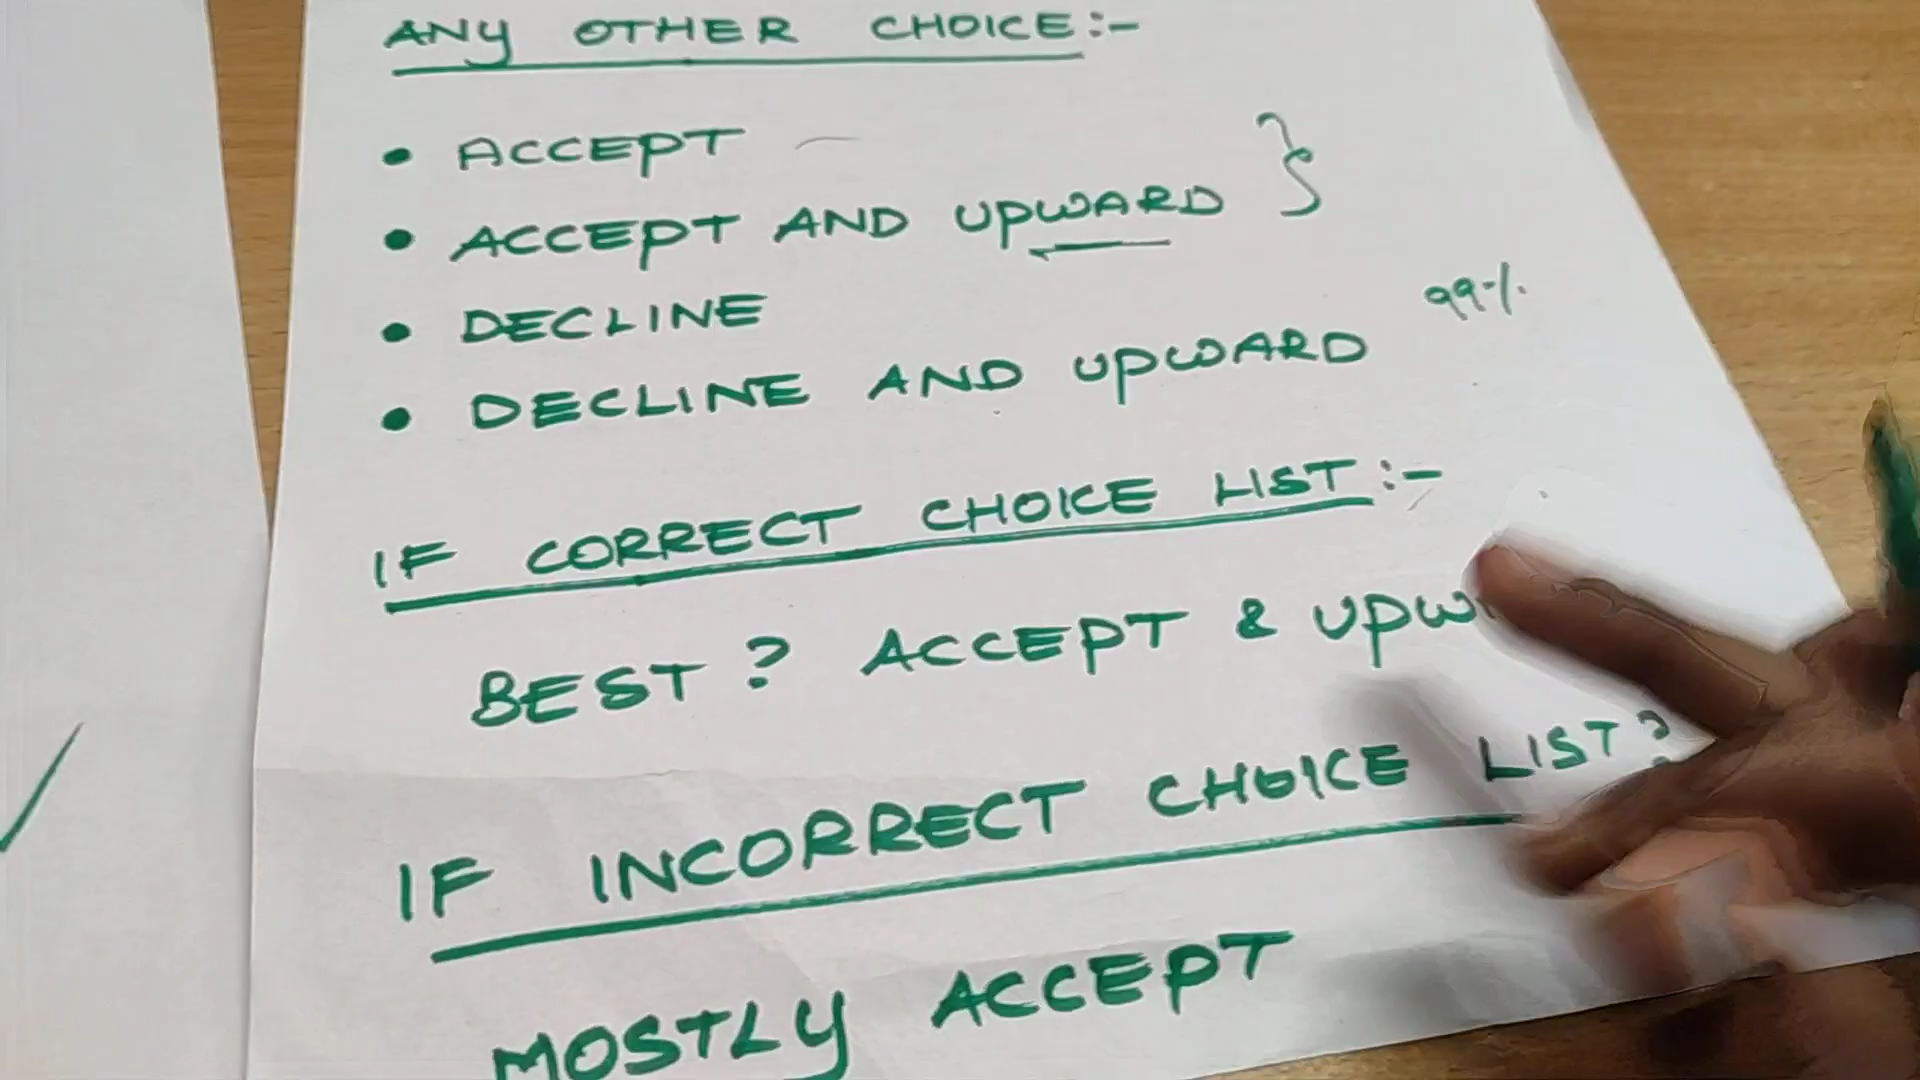 ANY OTHER CHOICE:-
• ACCEPT
• ACCEPT AND UPWARD
• DECLINE
99%
• DECLINE AND UPWARD
IF CORRECT CHOICE LIST:-
BEST? ACCEPT & UPW
IF INCORRECT CHOICE LIST?
MOSTLY ACCEPT